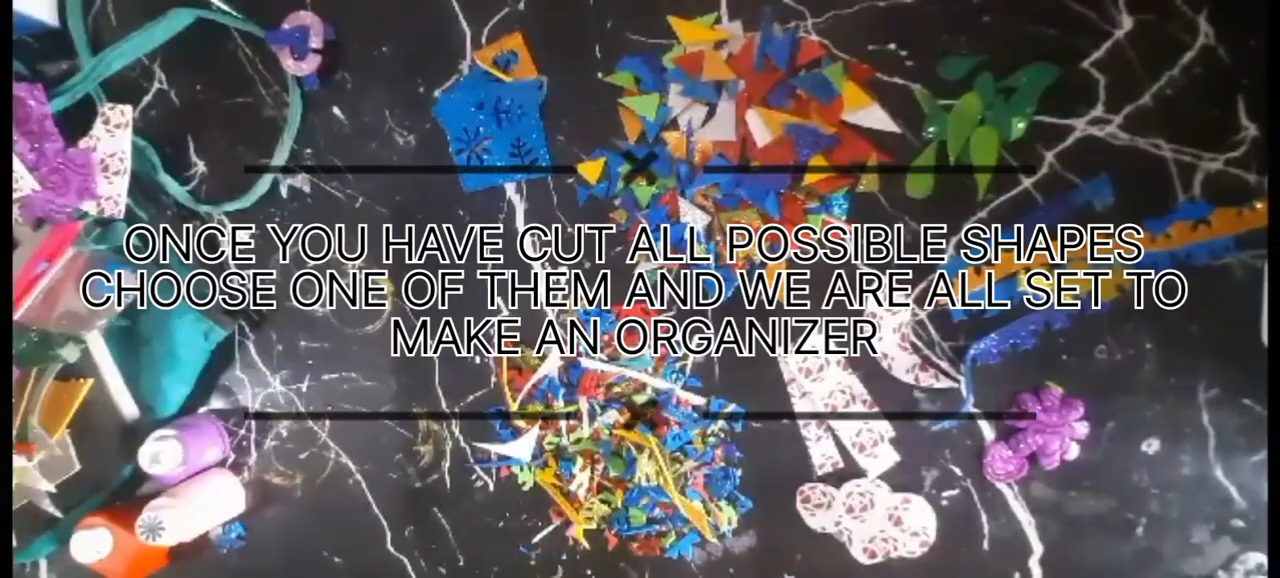 ONCE YOU HAVE CUT ALL POSSIBLE SHAPES
CHOOSE ONE OF THEM AND WE ARE ALL SET TO
MAKE AN ORGANIZER